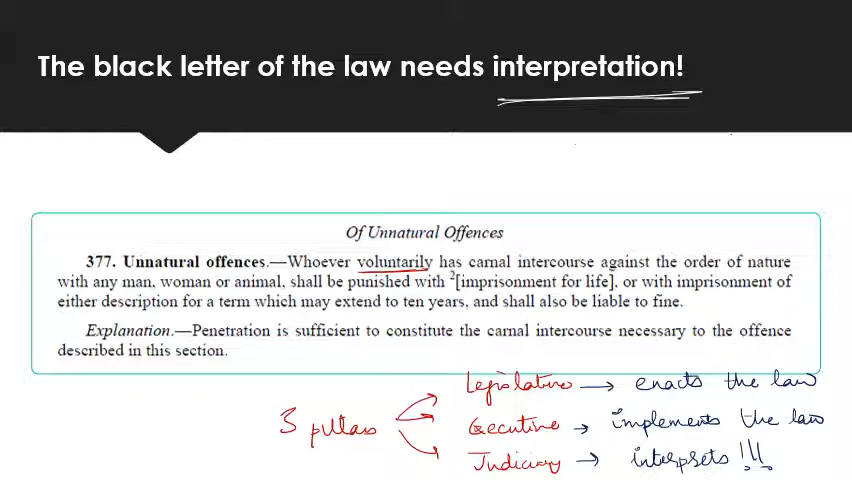 The black letter of the law needs interpretation!
Of Unnatural Offences
377. Unnatural offences.—Whoever voluntarily has carnal intercourse against the order of nature
with any man, woman or animal, shall be punished with 2[imprisonment for life], or with imprisonment of
either description for a term which may extend to ten years, and shall also be liable to fine.
Explanation.—Penetration is sufficient to constitute the carnal intercourse necessary to the offence
described in this section.
Legislative → enacts the law
3 pillars Executive → implements the law
Judiciary → interprets !!!